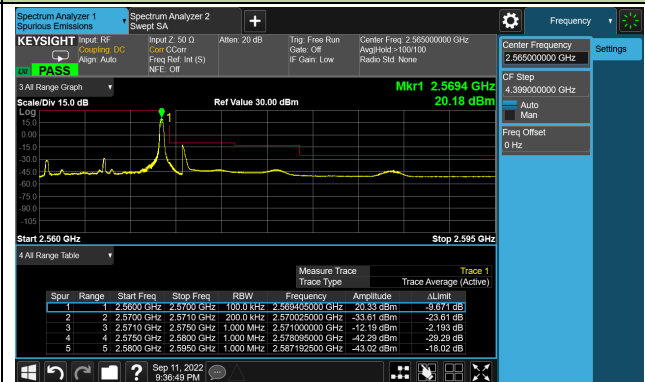 Spectrum Analyzer 1
Spurious Emissions
Spectrum Analyzer 2
Swept SA
Frequency
KEYSIGHT
Input: RF
Coupling: DC
Align: Auto
Input Z: 50 Ω
Corr CCorr
Freq Ref: Int (S)
NFE: Off
Atten: 20 dB
Trig: Free Run
Gate: Off
IF Gain: Low
Center Freq: 2.565000000 GHz
Avg|Hold:>100/100
Radio Std: None
PASS
Center Frequency
2.565000000 GHz
Settings
CF Step
4.399000000 GHz
Auto
Man
Freq Offset
0 Hz
3 All Range Graph
Mkr1 2.5694 GHz
20.18 dBm
Scale/Div 15.0 dB
Ref Value 30.00 dBm
Log
1
15.0
0.00
-15.0
-30.0
-45.0
-60.0
-75.0
-90.0
-105
Start 2.560 GHz
Stop 2.595 GHz
4 All Range Table
Measure Trace Trace 1
Trace Type Trace Average (Active)
Spur Range Start Freq Stop Freq RBW Frequency Amplitude ΔLimit
1 1 2.5600 GHz 2.5700 GHz 100.0 kHz 2.569405000 GHz 20.33 dBm -9.671 dB
2 2 2.5700 GHz 2.5710 GHz 200.0 kHz 2.570025000 GHz -33.61 dBm -23.61 dB
3 3 2.5710 GHz 2.5750 GHz 1.000 MHz 2.571000000 GHz -12.19 dBm -2.193 dB
4 4 2.5750 GHz 2.5800 GHz 1.000 MHz 2.578095000 GHz -42.29 dBm -29.29 dB
5 5 2.5800 GHz 2.5950 GHz 1.000 MHz 2.587192500 GHz -43.02 dBm -18.02 dB
Sep 11, 2022
9:36:49 PM